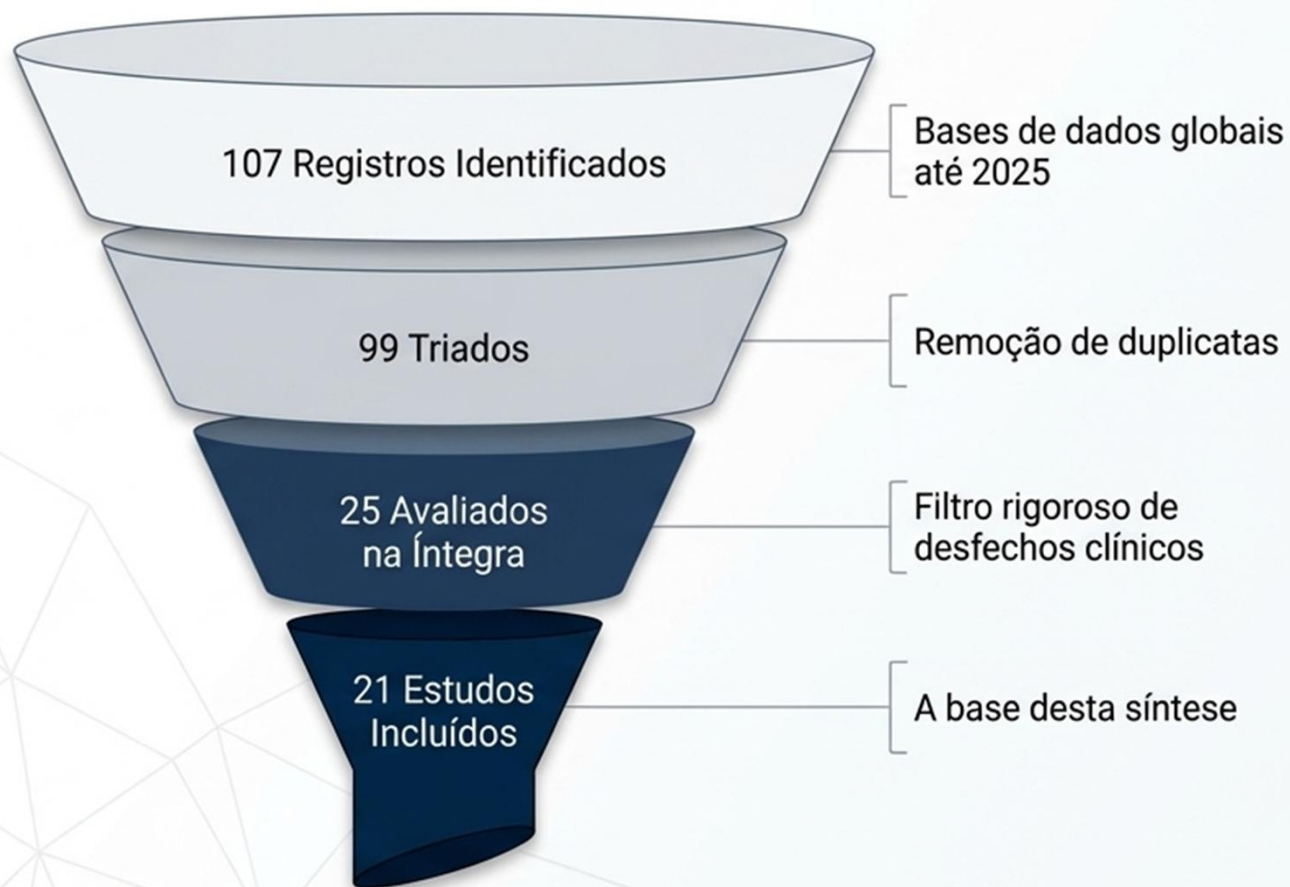 107 Registros Identificados
Bases de dados globais
até 2025
99 Triados
Remoção de duplicatas
25 Avaliados
na Íntegra
Filtro rigoroso de
desfechos clínicos
21 Estudos
Incluídos
A base desta síntese